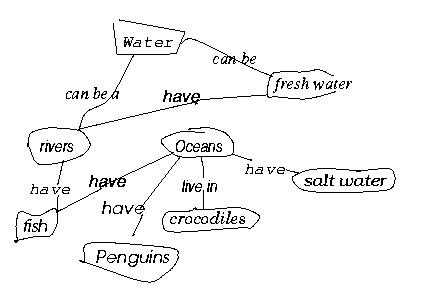 Water
can be
fresh water
can be a
have
rivers
Oceans
have
have
have
salt water
live in
have
fish
crocodiles
Penguins